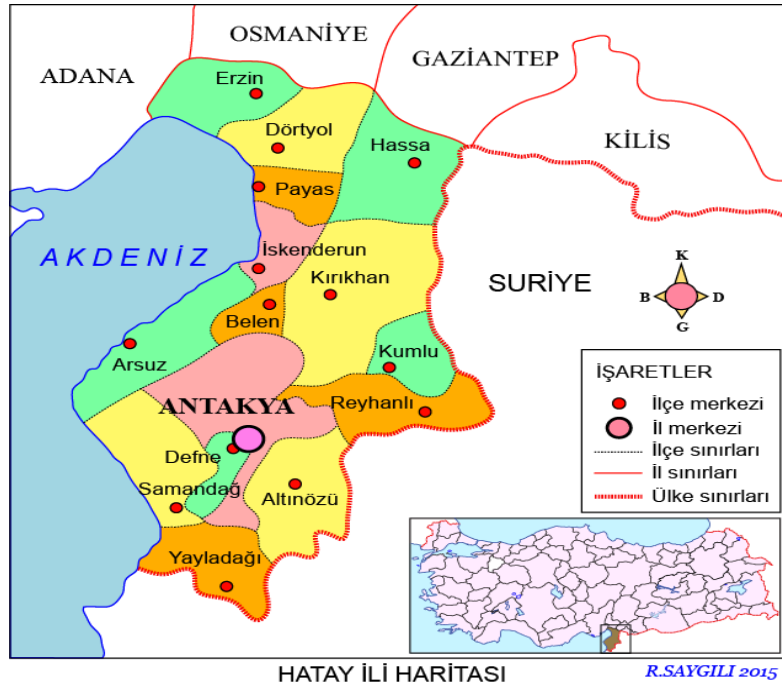 OSMANİYE
GAZİANTEP
ADANA
Erzin
Dörtyol
Hassa
KİLİS
Payas
AKDENİZ
İskenderun
Kırıkhan
SURİYE
K
B
D
G
Belen
Arsuz
Kumlu
İŞARETLER
ANTAKYA
Reyhanlı
İlçe merkezi
İl merkezi
Defne
İlçe sınırları
İl sınırları
Samandağ
Altınözü
Ülke sınırları
Yayladağı
HATAY İLİ HARİTASI
R.SAYGILI 2015